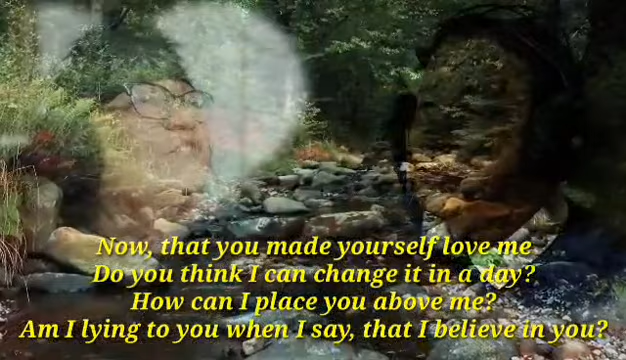 Now, that you made yourself love me
Do you think I can change it in a day?
How can I place you above me?
Am I lying to you when I say, that I believe in you?